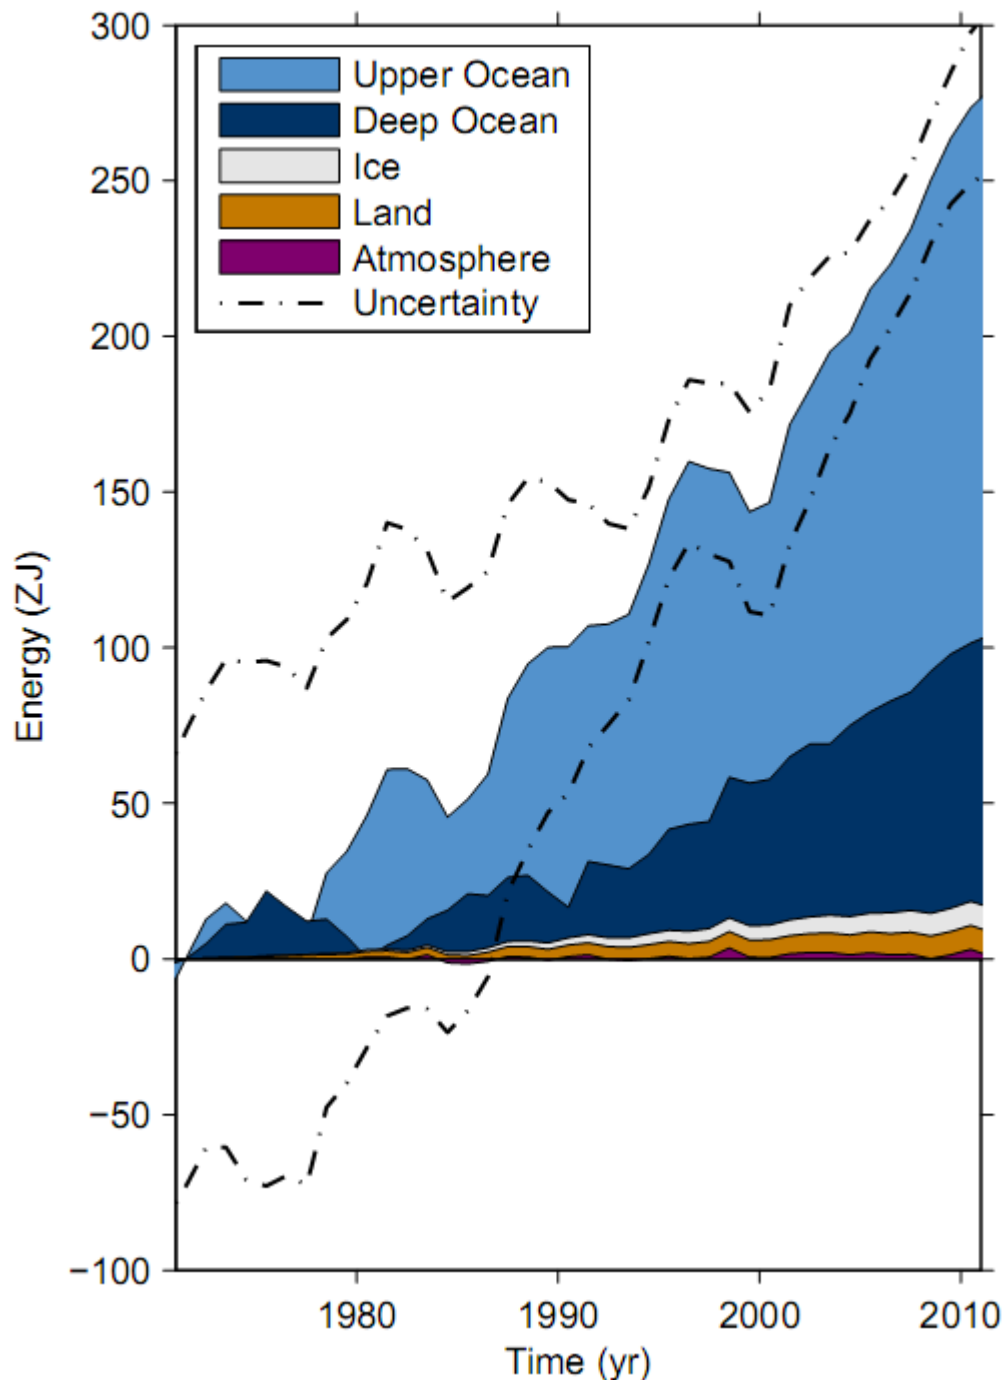 300
250
200
150
100
50
0
−50
−100
Energy (ZJ)
Upper Ocean
Deep Ocean
Ice
Land
Atmosphere
Uncertainty
1980 1990 2000 2010
Time (yr)